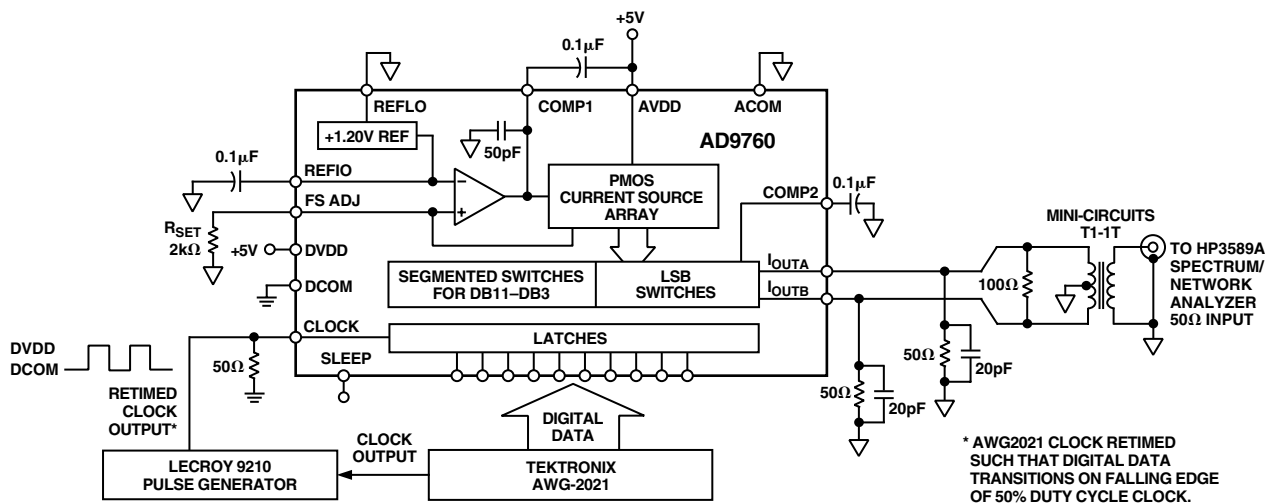 +5V
0.1µF
REFLO
COMP1
AVDD
ACOM
+1.20V REF
50pF
AD9760
0.1µF
REFIO
PMOS
CURRENT SOURCE
ARRAY
COMP2
0.1µF
FS ADJ
RSET
2kΩ
+5V
DVDD
DCOM
SEGMENTED SWITCHES
FOR DB11–DB3
LSB
SWITCHES
IOUTA
IOUTB
MINI-CIRCUITS
T1-1T
100Ω
TO HP3589A
SPECTRUM/
NETWORK
ANALYZER
50Ω INPUT
CLOCK
LATCHES
DVDD
DCOM
50Ω
SLEEP
50Ω
20pF
50Ω
20pF
RETIMED
CLOCK
OUTPUT*
DIGITAL
DATA
CLOCK
OUTPUT
LECROY 9210
PULSE GENERATOR
TEKTRONIX
AWG-2021
* AWG2021 CLOCK RETIMED
SUCH THAT DIGITAL DATA
TRANSITIONS ON FALLING EDGE
OF 50% DUTY CYCLE CLOCK.